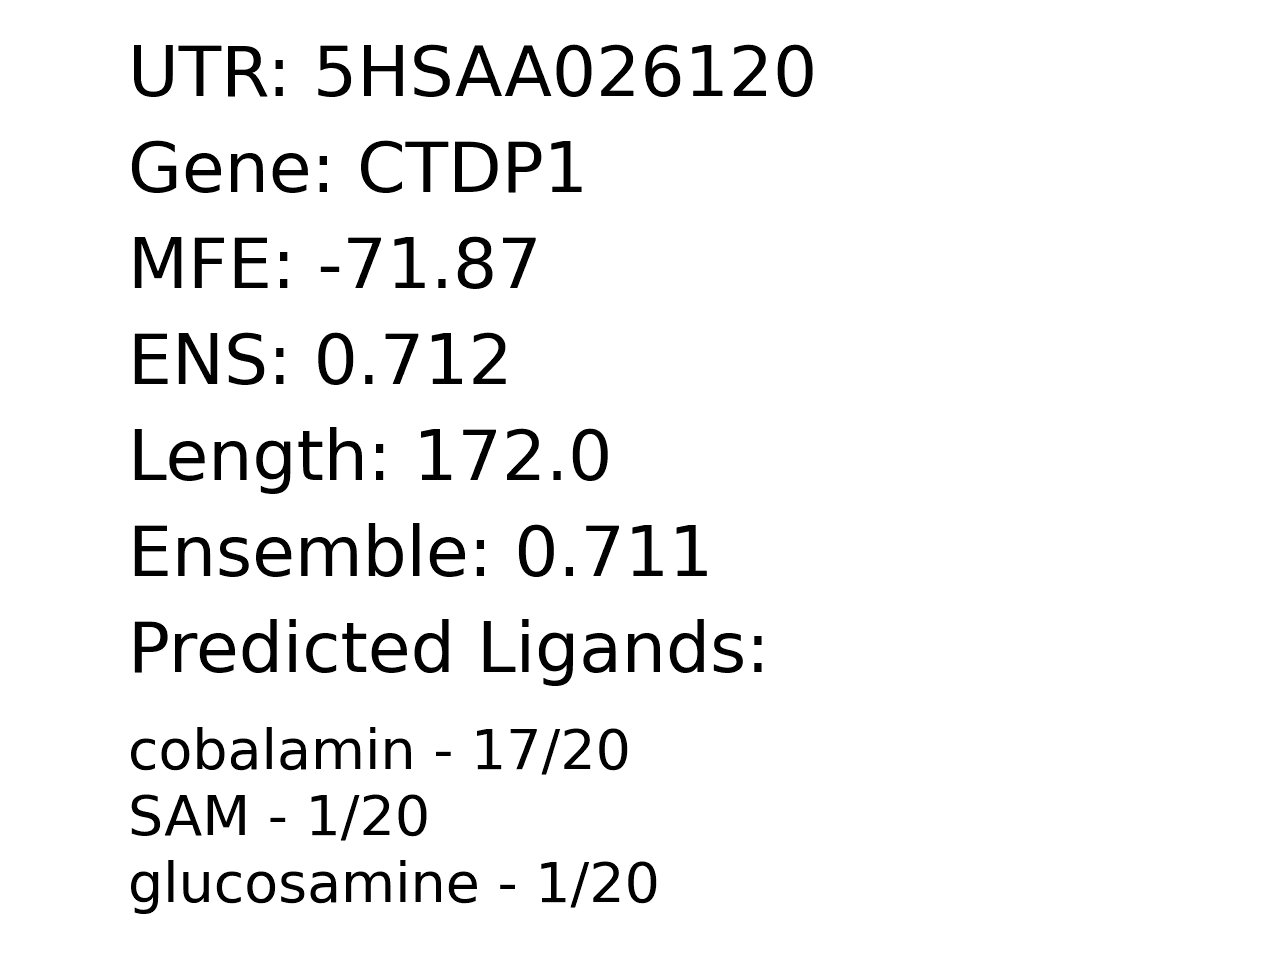 UTR: 5HSAA026120
Gene: CTDP1
MFE: -71.87
ENS: 0.712
Length: 172.0
Ensemble: 0.711
Predicted Ligands:
cobalamin - 17/20
SAM - 1/20
glucosamine - 1/20